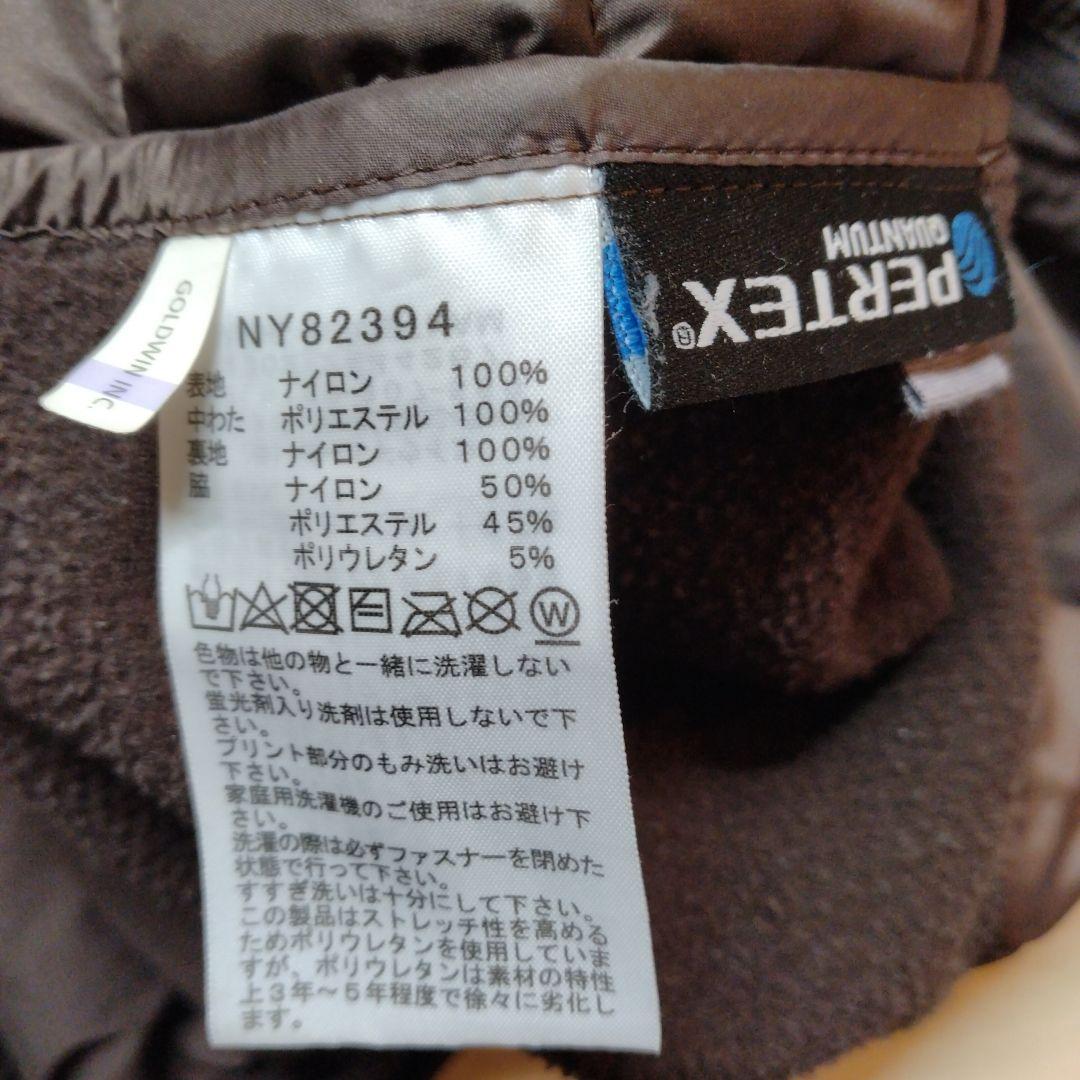 GOLDWIN INC.
PERTEX®
QUANTUM
NY82394
表地 ナイロン 100%
中わた ポリエステル 100%
裏地 ナイロン 100%
脇 ナイロン 50%
ポリエステル 45%
ポリウレタン 5%
W
色物は他の物と一緒に洗濯しない
で下さい。
蛍光剤入り洗剤は使用しないで下
さい。
プリント部分のもみ洗いはお避け
下さい。
家庭用洗濯機のご使用はお避け下
さい。
洗濯の際は必ずファスナーを閉めた
状態で行って下さい。
すすぎ洗いは十分にして下さい。
この製品はストレッチ性を高める
ためポリウレタンを使用していま
すが、ポリウレタンは素材の特性
上3年～5年程度で徐々に劣化し
ます。